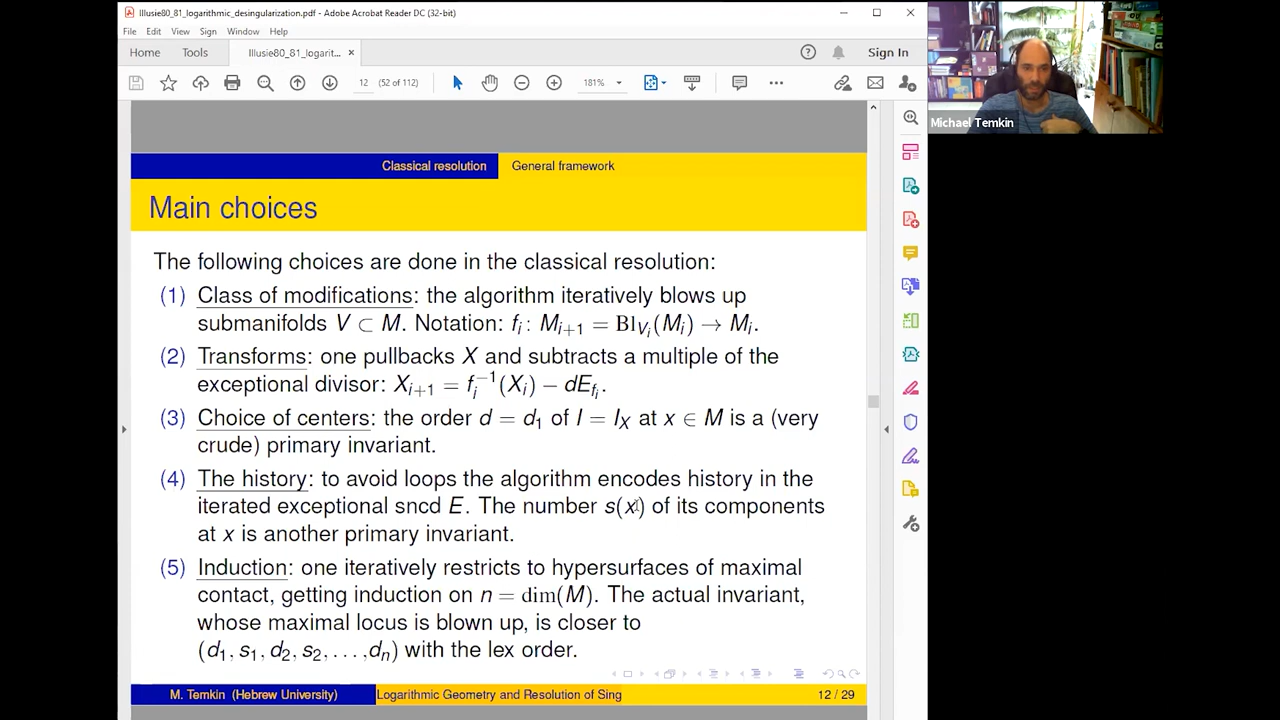 Illusie80_81_logarithmic_desingularization.pdf - Adobe Acrobat Reader DC (32-bit)
File Edit View Sign Window Help
Home Tools Illusie80_81_logarit... × Sign In
12 (52 of 112) 181%
Michael Temkin
Classical resolution General framework
Main choices
The following choices are done in the classical resolution:
(1) Class of modifications: the algorithm iteratively blows up
submanifolds V ⊂ M. Notation: f_i : M_{i+1} = Bl_{V_i}(M_i) → M_i.
(2) Transforms: one pullbacks X and subtracts a multiple of the
exceptional divisor: X_{i+1} = f_i^{-1}(X_i) − dE_{f_i}.
(3) Choice of centers: the order d = d_1 of I = I_X at x ∈ M is a (very
crude) primary invariant.
(4) The history: to avoid loops the algorithm encodes history in the
iterated exceptional sncd E. The number s(x) of its components
at x is another primary invariant.
(5) Induction: one iteratively restricts to hypersurfaces of maximal
contact, getting induction on n = dim(M). The actual invariant,
whose maximal locus is blown up, is closer to
(d_1, s_1, d_2, s_2, . . . ,d_n) with the lex order.
M. Temkin (Hebrew University) Logarithmic Geometry and Resolution of Sing 12 / 29